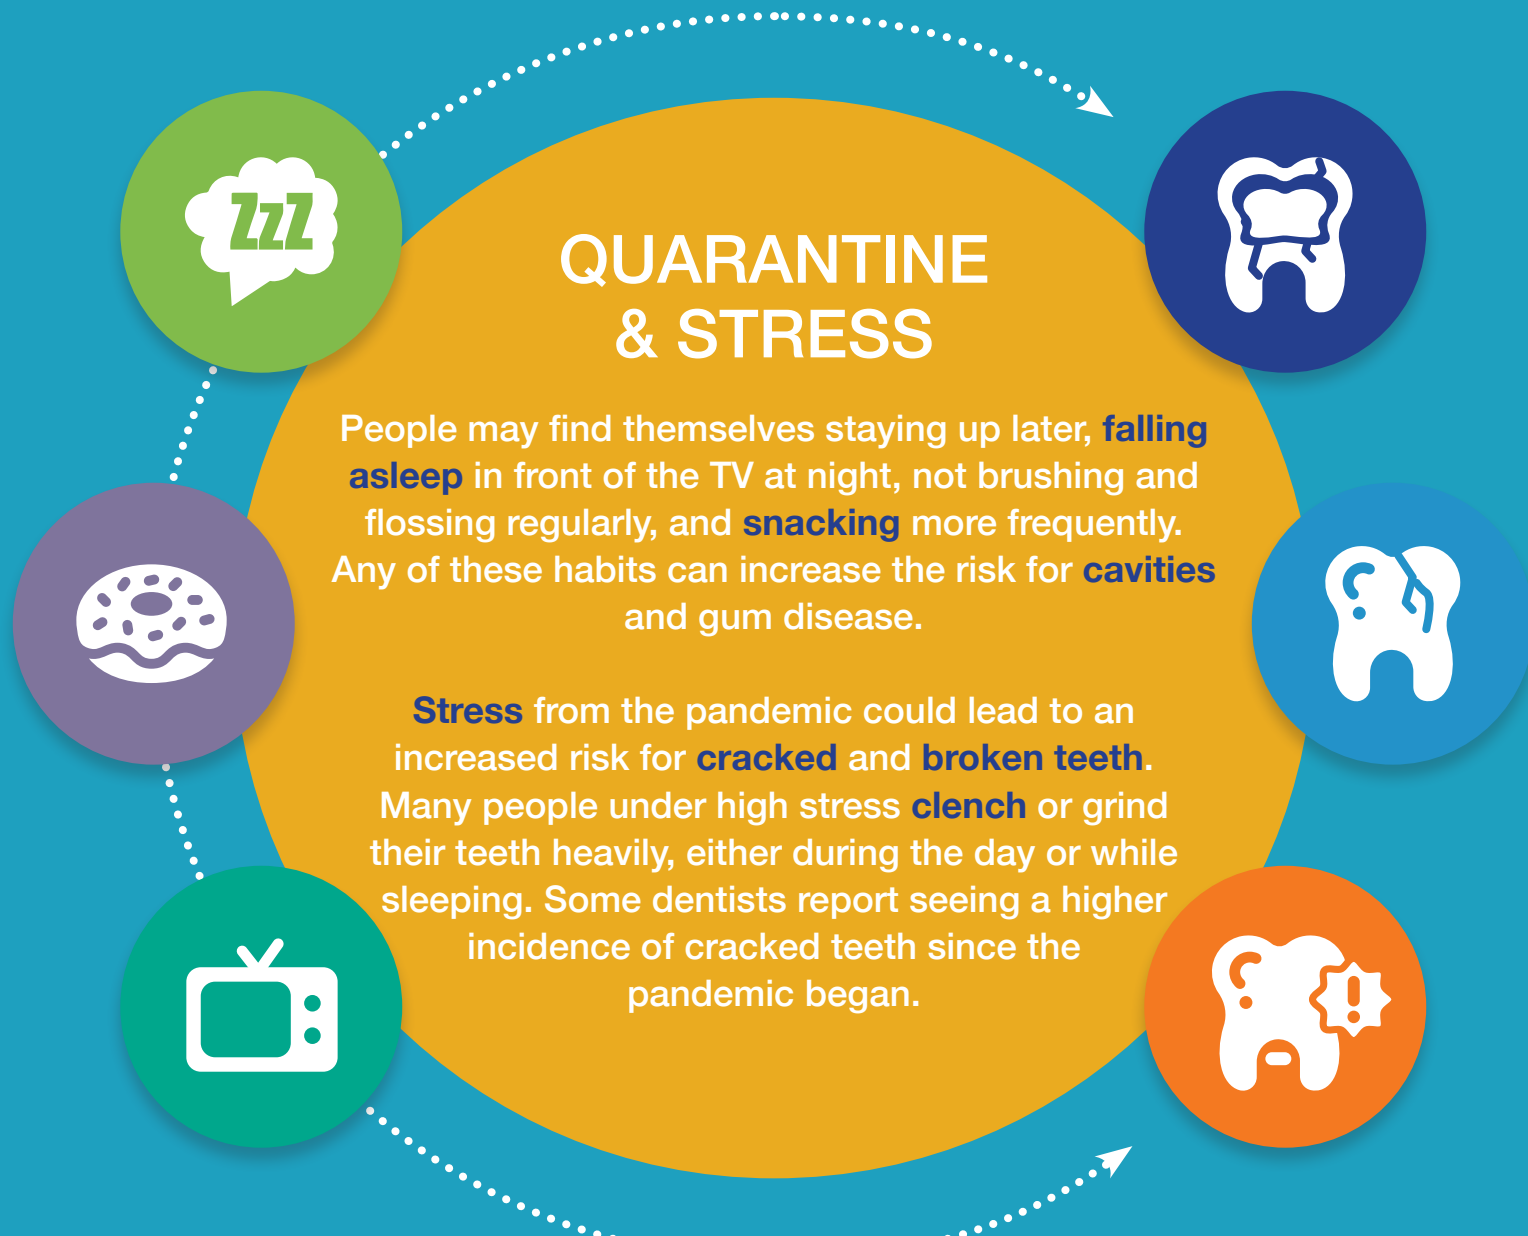 ZzZ
QUARANTINE
& STRESS
People may find themselves staying up later, falling
asleep in front of the TV at night, not brushing and
flossing regularly, and snacking more frequently.
Any of these habits can increase the risk for cavities
and gum disease.
Stress from the pandemic could lead to an
increased risk for cracked and broken teeth.
Many people under high stress clench or grind
their teeth heavily, either during the day or while
sleeping. Some dentists report seeing a higher
incidence of cracked teeth since the
pandemic began.
!